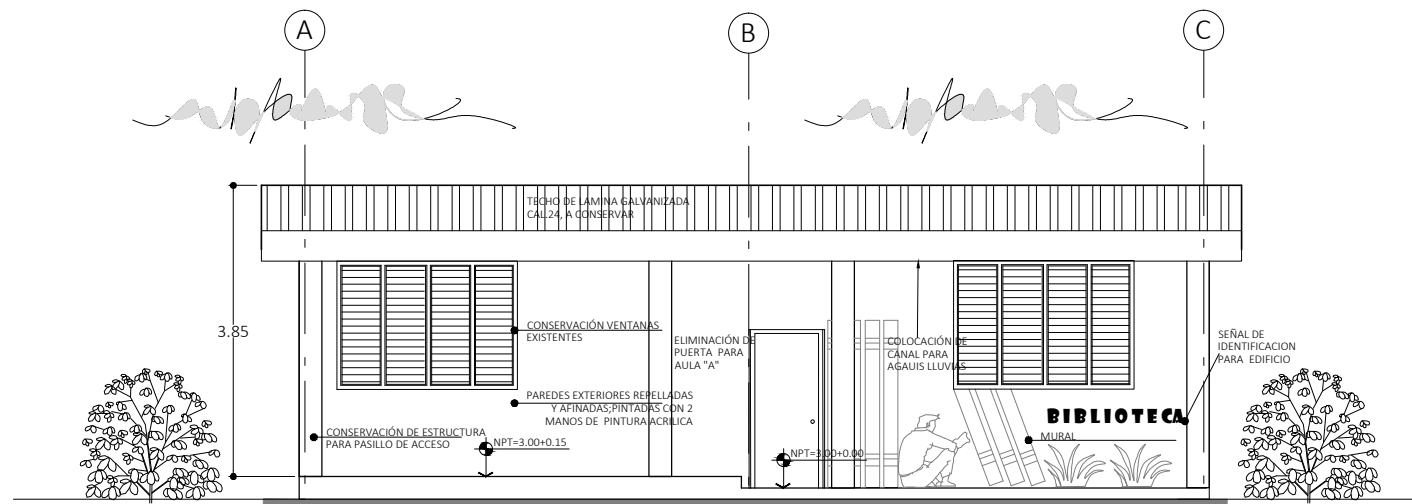 A
B
C
TECHO DE LAMINA GALVANIZADA
CAL.24, A CONSERVAR
3.85
CONSERVACIÓN VENTANAS
EXISTENTES
ELIMINACIÓN DE
PUERTA PARA
AULA "A"
COLOCACIÓN DE
CANAL PARA
AGAUIS LLUVIAS
SEÑAL DE
IDENTIFICACION
PARA EDIFICIO
PAREDES EXTERIORES REPELLADAS
Y AFINADAS;PINTADAS CON 2
MANOS DE PINTURA ACRILICA
BIBLIOTECA
CONSERVACIÓN DE ESTRUCTURA
PARA PASILLO DE ACCESO
MURAL
NPT=3.00+0.15
NPT=3.00+0.00